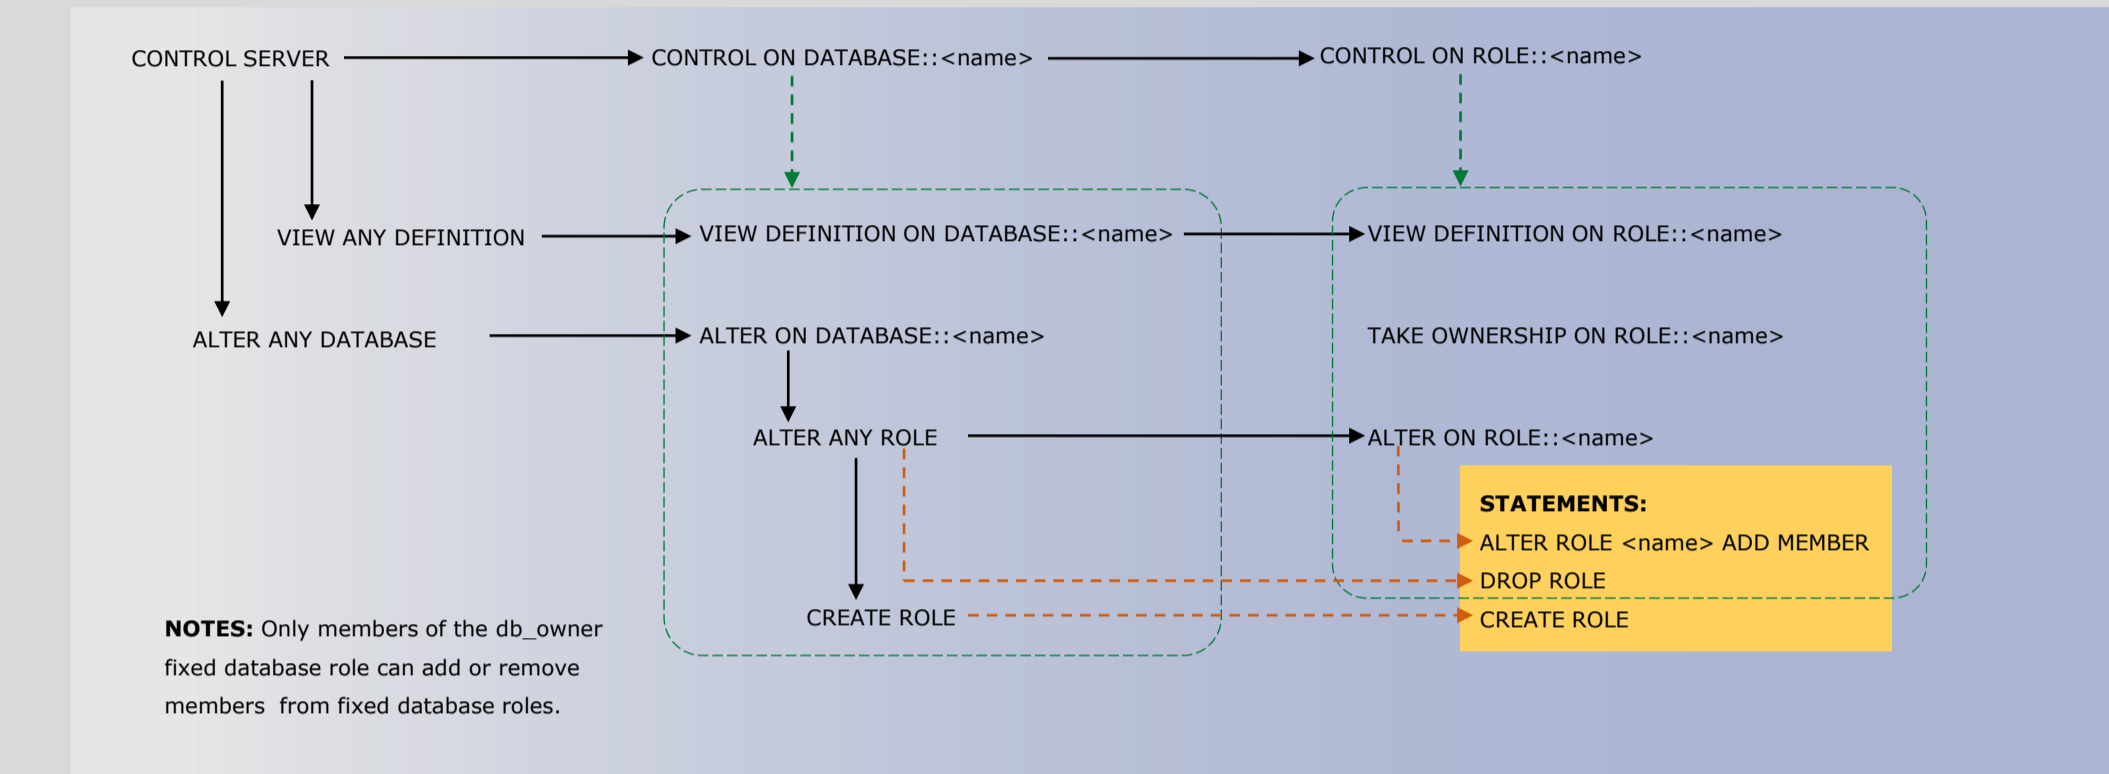 CONTROL SERVER
CONTROL ON DATABASE::<name>
CONTROL ON ROLE::<name>
VIEW ANY DEFINITION
VIEW DEFINITION ON DATABASE::<name>
VIEW DEFINITION ON ROLE::<name>
ALTER ANY DATABASE
ALTER ON DATABASE::<name>
TAKE OWNERSHIP ON ROLE::<name>
ALTER ANY ROLE
ALTER ON ROLE::<name>
STATEMENTS:
ALTER ROLE <name> ADD MEMBER
DROP ROLE
CREATE ROLE
CREATE ROLE
NOTES: Only members of the db_owner
fixed database role can add or remove
members  from fixed database roles.